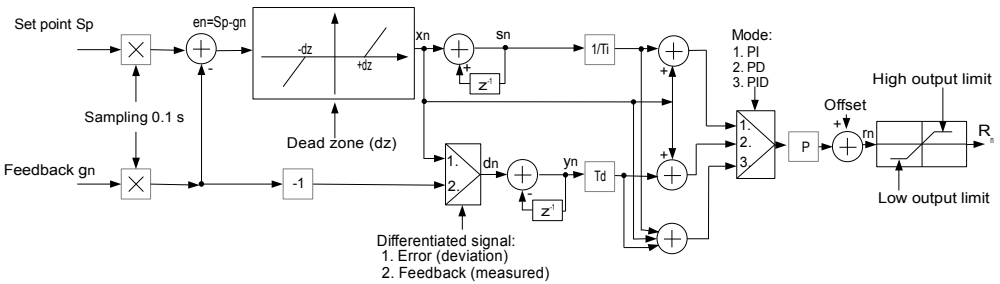 Set point Sp
en=Sp-gn
-
-dz
+dz
Dead zone (dz)
xn
+
sn
z⁻¹
1/Ti
+
+
Mode:
1. PI
2. PD
3. PID
1.
2.
3
P
Offset
+
rn
High output limit
Rn
Low output limit
Sampling 0.1 s
Feedback gn
-1
1.
2.
dn
-
yn
z⁻¹
Td
Differentiated signal:
1. Error (deviation)
2. Feedback (measured)